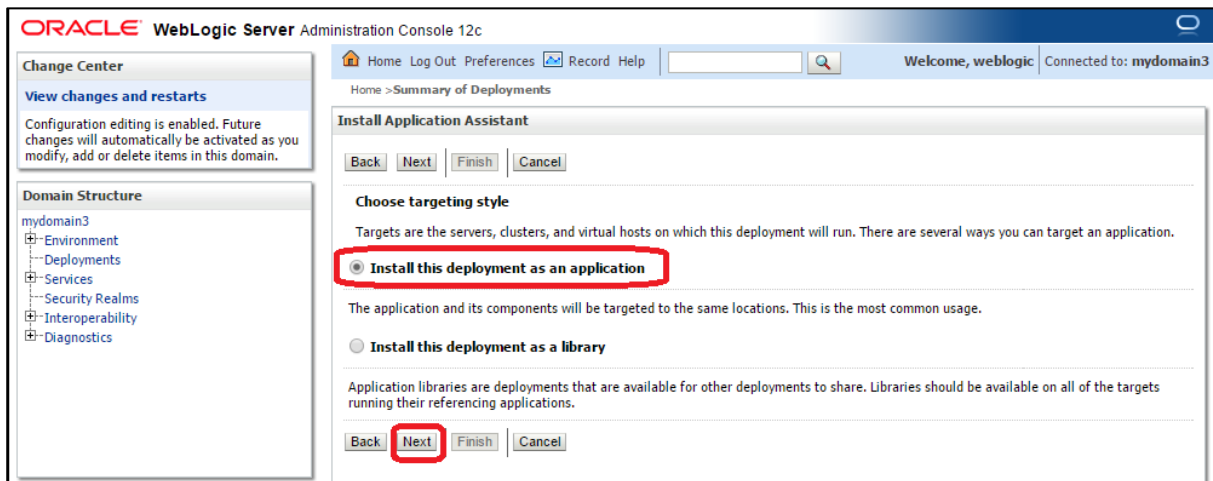 ORACLE WebLogic Server Administration Console 12c
Change Center
View changes and restarts
Configuration editing is enabled. Future
changes will automatically be activated as you
modify, add or delete items in this domain.
Domain Structure
mydomain3
Environment
Deployments
Services
Security Realms
Interoperability
Diagnostics
Home Log Out Preferences Record Help
Welcome, weblogic Connected to: mydomain3
Home >Summary of Deployments
Install Application Assistant
Back Next Finish Cancel
Choose targeting style
Targets are the servers, clusters, and virtual hosts on which this deployment will run. There are several ways you can target an application.
Install this deployment as an application
The application and its components will be targeted to the same locations. This is the most common usage.
Install this deployment as a library
Application libraries are deployments that are available for other deployments to share. Libraries should be available on all of the targets
running their referencing applications.
Back Next Finish Cancel